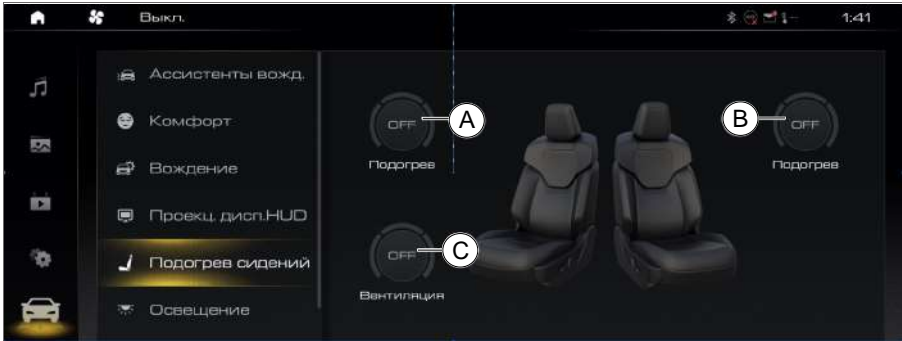 Выкл.
1:41
Ассистенты вожд.
Комфорт
Вождение
Проекц. дисп.HUD
Подогрев сидений
Освещение
OFF
A
Подогрев
B
OFF
Подогрев
OFF
C
Вентиляция